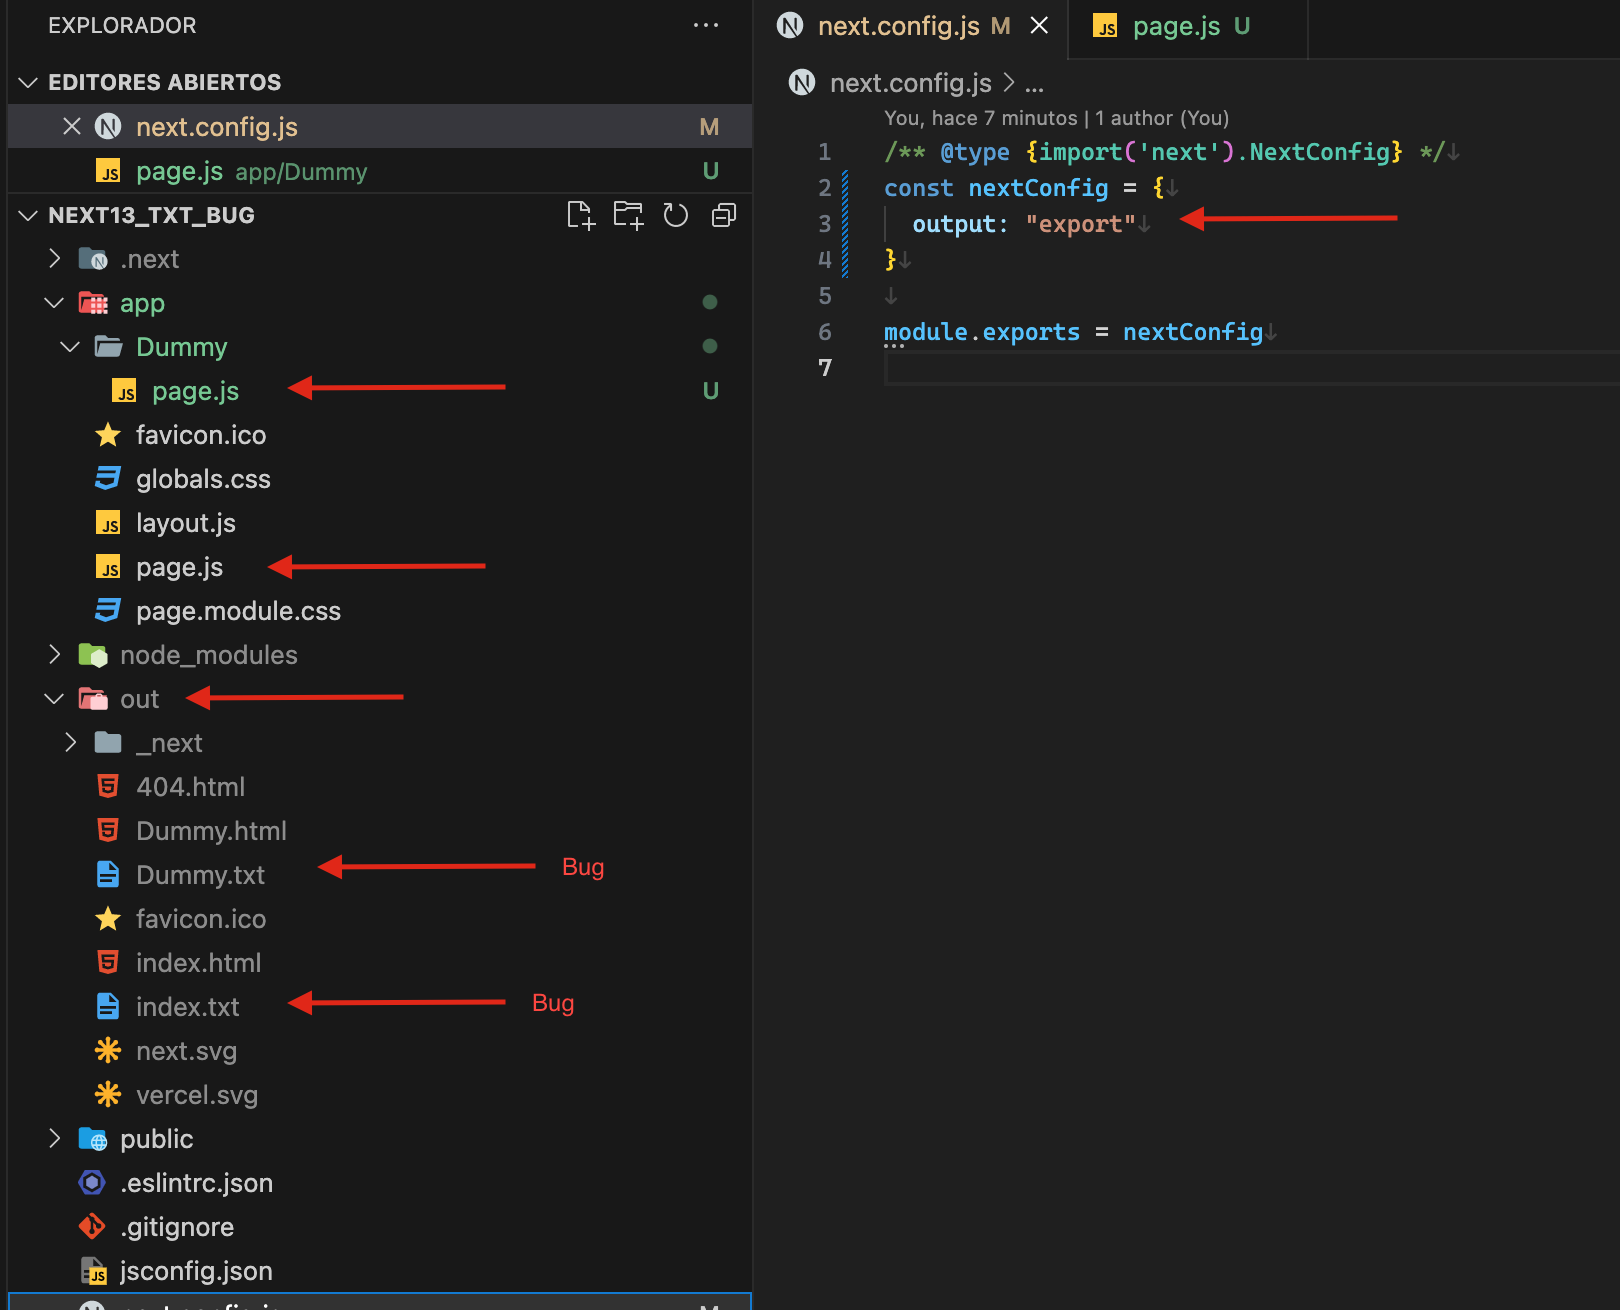 EXPLORADOR
EDITORES ABIERTOS
next.config.js M
page.js app/Dummy U
NEXT13_TXT_BUG
.next
app
Dummy
page.js U
favicon.ico
globals.css
layout.js
page.js
page.module.css
node_modules
out
_next
404.html
Dummy.html
Dummy.txt Bug
favicon.ico
index.html
index.txt Bug
next.svg
vercel.svg
public
.eslintrc.json
.gitignore
jsconfig.json
next.config.js M
next.config.js M page.js U
next.config.js > ...
You, hace 7 minutos | 1 author (You)
1 /** @type {import('next').NextConfig} */
2 const nextConfig = {
3 output: "export"
4 }
5
6 module.exports = nextConfig
7